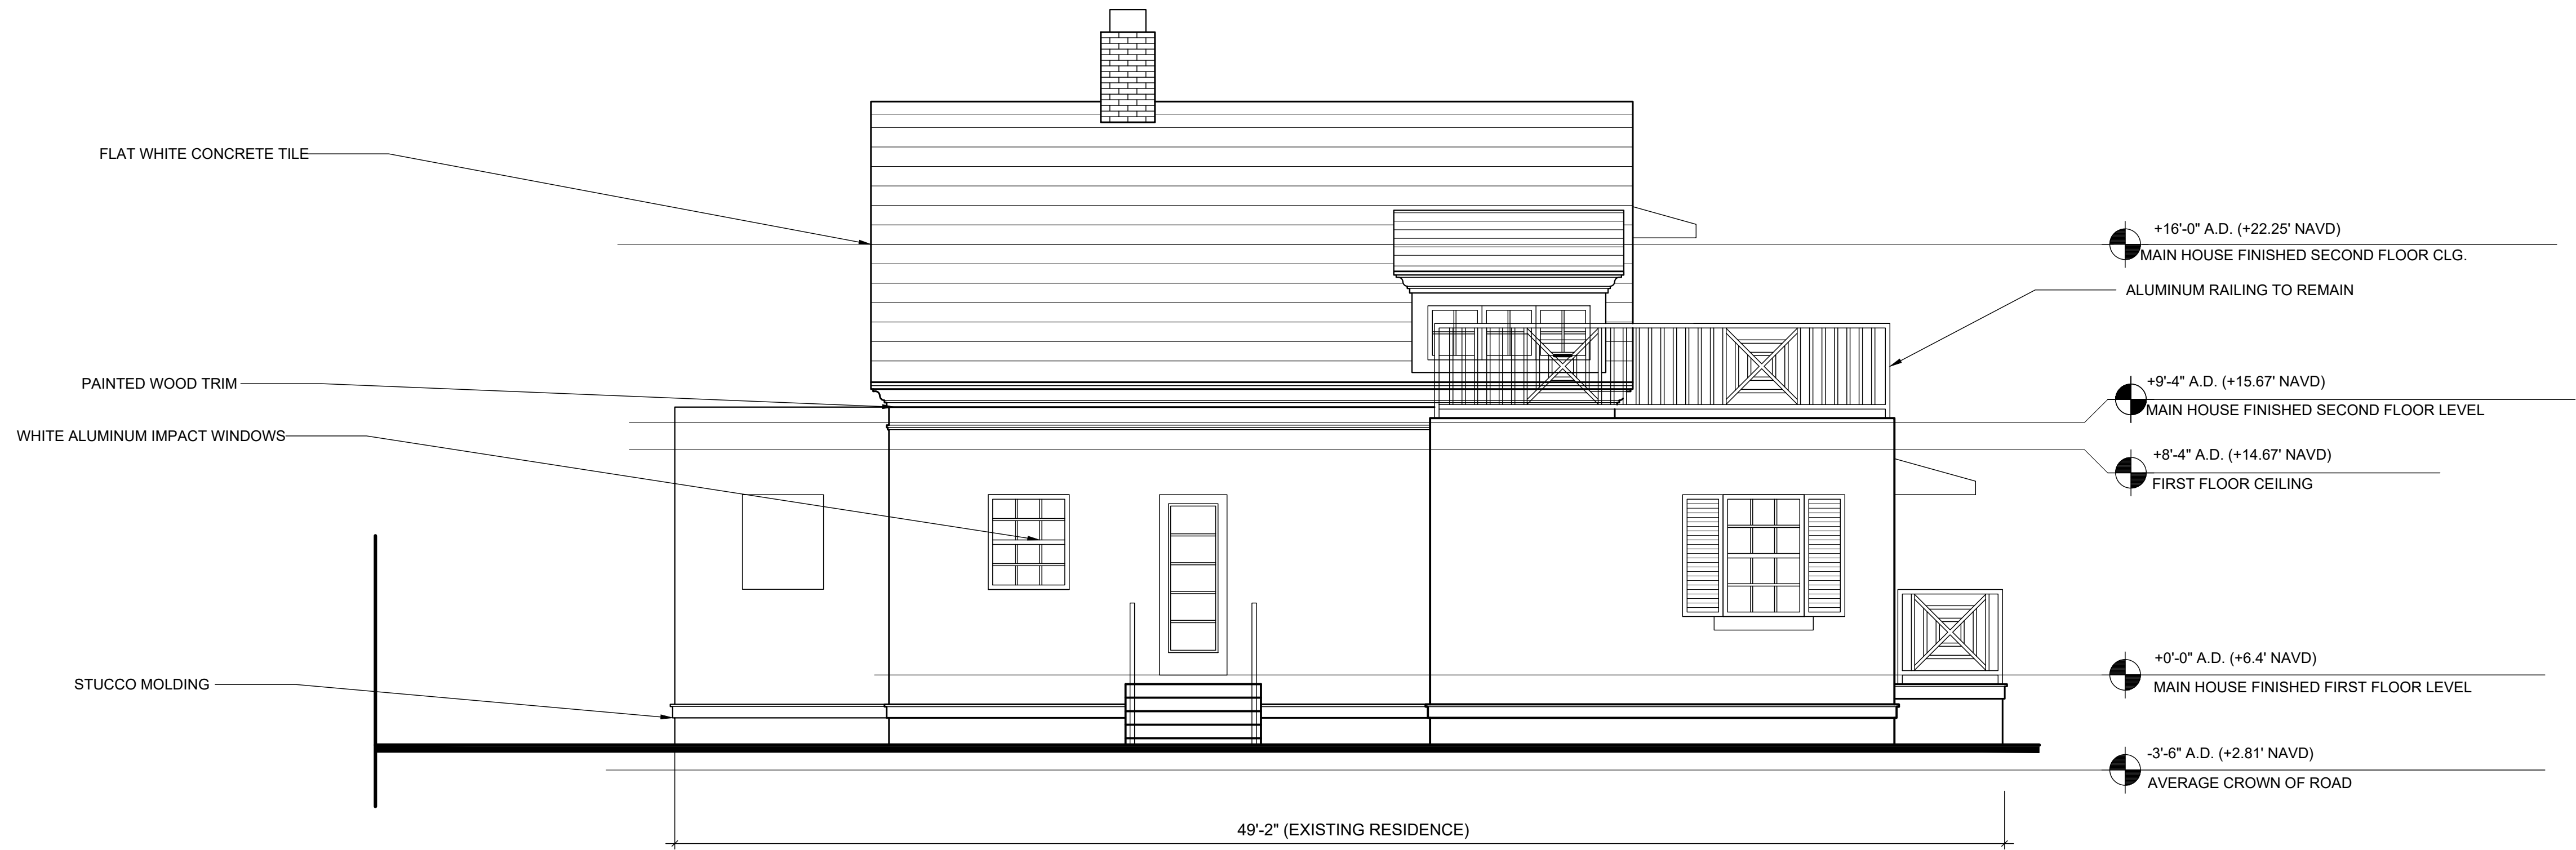 FLAT WHITE CONCRETE TILE
+16'-0" A.D. (+22.25' NAVD)
MAIN HOUSE FINISHED SECOND FLOOR CLG.
ALUMINUM RAILING TO REMAIN
PAINTED WOOD TRIM
+9'-4" A.D. (+15.67' NAVD)
MAIN HOUSE FINISHED SECOND FLOOR LEVEL
WHITE ALUMINUM IMPACT WINDOWS
+8'-4" A.D. (+14.67' NAVD)
FIRST FLOOR CEILING
+0'-0" A.D. (+6.4' NAVD)
STUCCO MOLDING
MAIN HOUSE FINISHED FIRST FLOOR LEVEL
-3'-6" A.D. (+2.81' NAVD)
AVERAGE CROWN OF ROAD
49'-2" (EXISTING RESIDENCE)